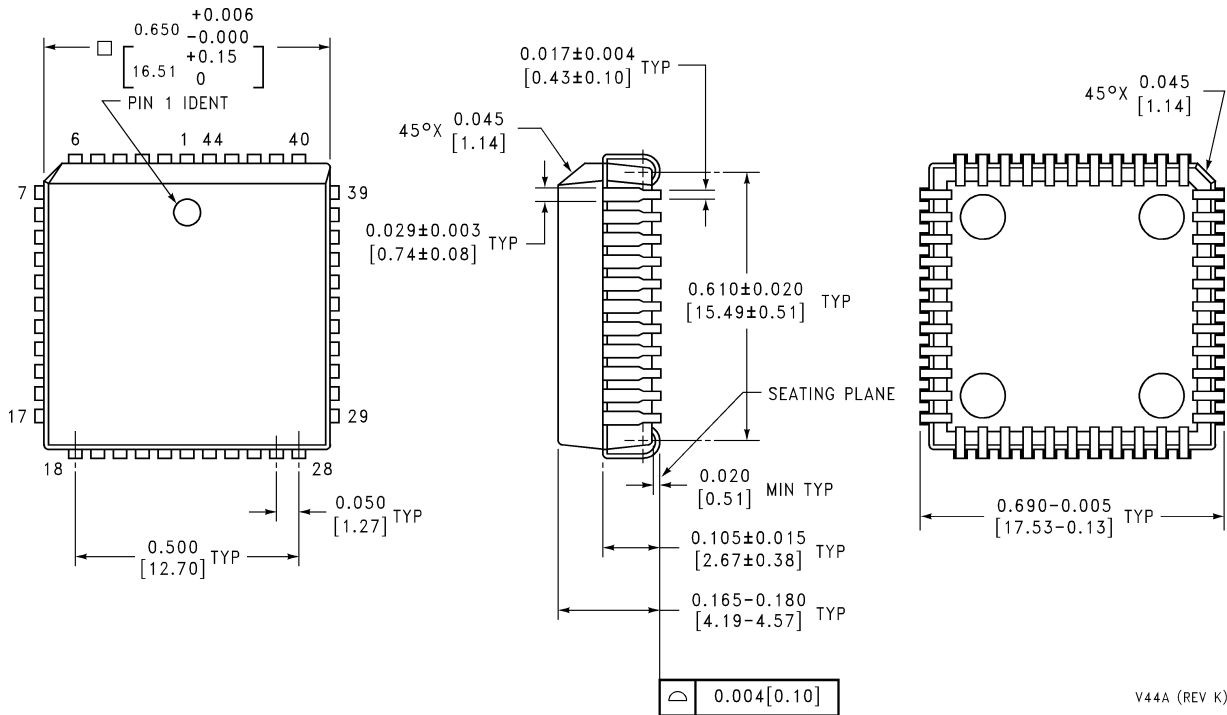 0.650 +0.006
-0.000
[16.51 +0.15
0]
PIN 1 IDENT
6 1 44 40
7 39
17 29
18 28
0.050
[1.27] TYP
0.500
[12.70] TYP
0.017±0.004
[0.43±0.10] TYP
45°X 0.045
[1.14]
0.029±0.003
[0.74±0.08] TYP
0.610±0.020
[15.49±0.51] TYP
SEATING PLANE
0.020
[0.51] MIN TYP
0.105±0.015
[2.67±0.38] TYP
0.165-0.180
[4.19-4.57] TYP
0.004[0.10]
45°X 0.045
[1.14]
0.690-0.005
[17.53-0.13] TYP
V44A (REV K)